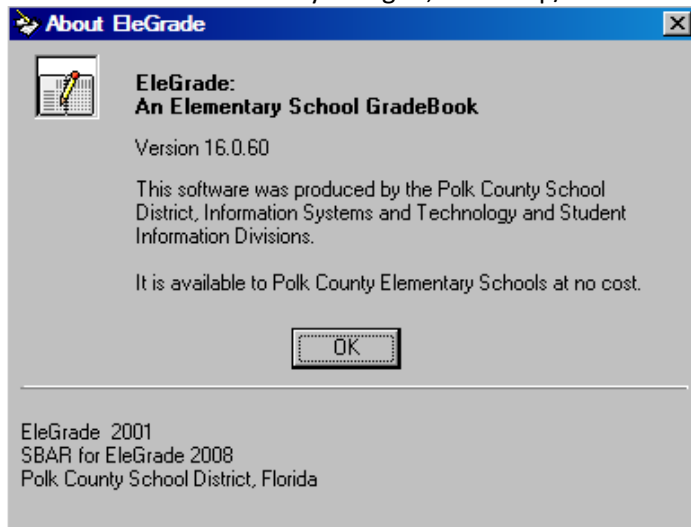 About EleGrade
EleGrade:
An Elementary School GradeBook
Version 16.0.60
This software was produced by the Polk County School
District, Information Systems and Technology and Student
Information Divisions.
It is available to Polk County Elementary Schools at no cost.
OK
EleGrade 2001
SBAR for EleGrade 2008
Polk County School District, Florida